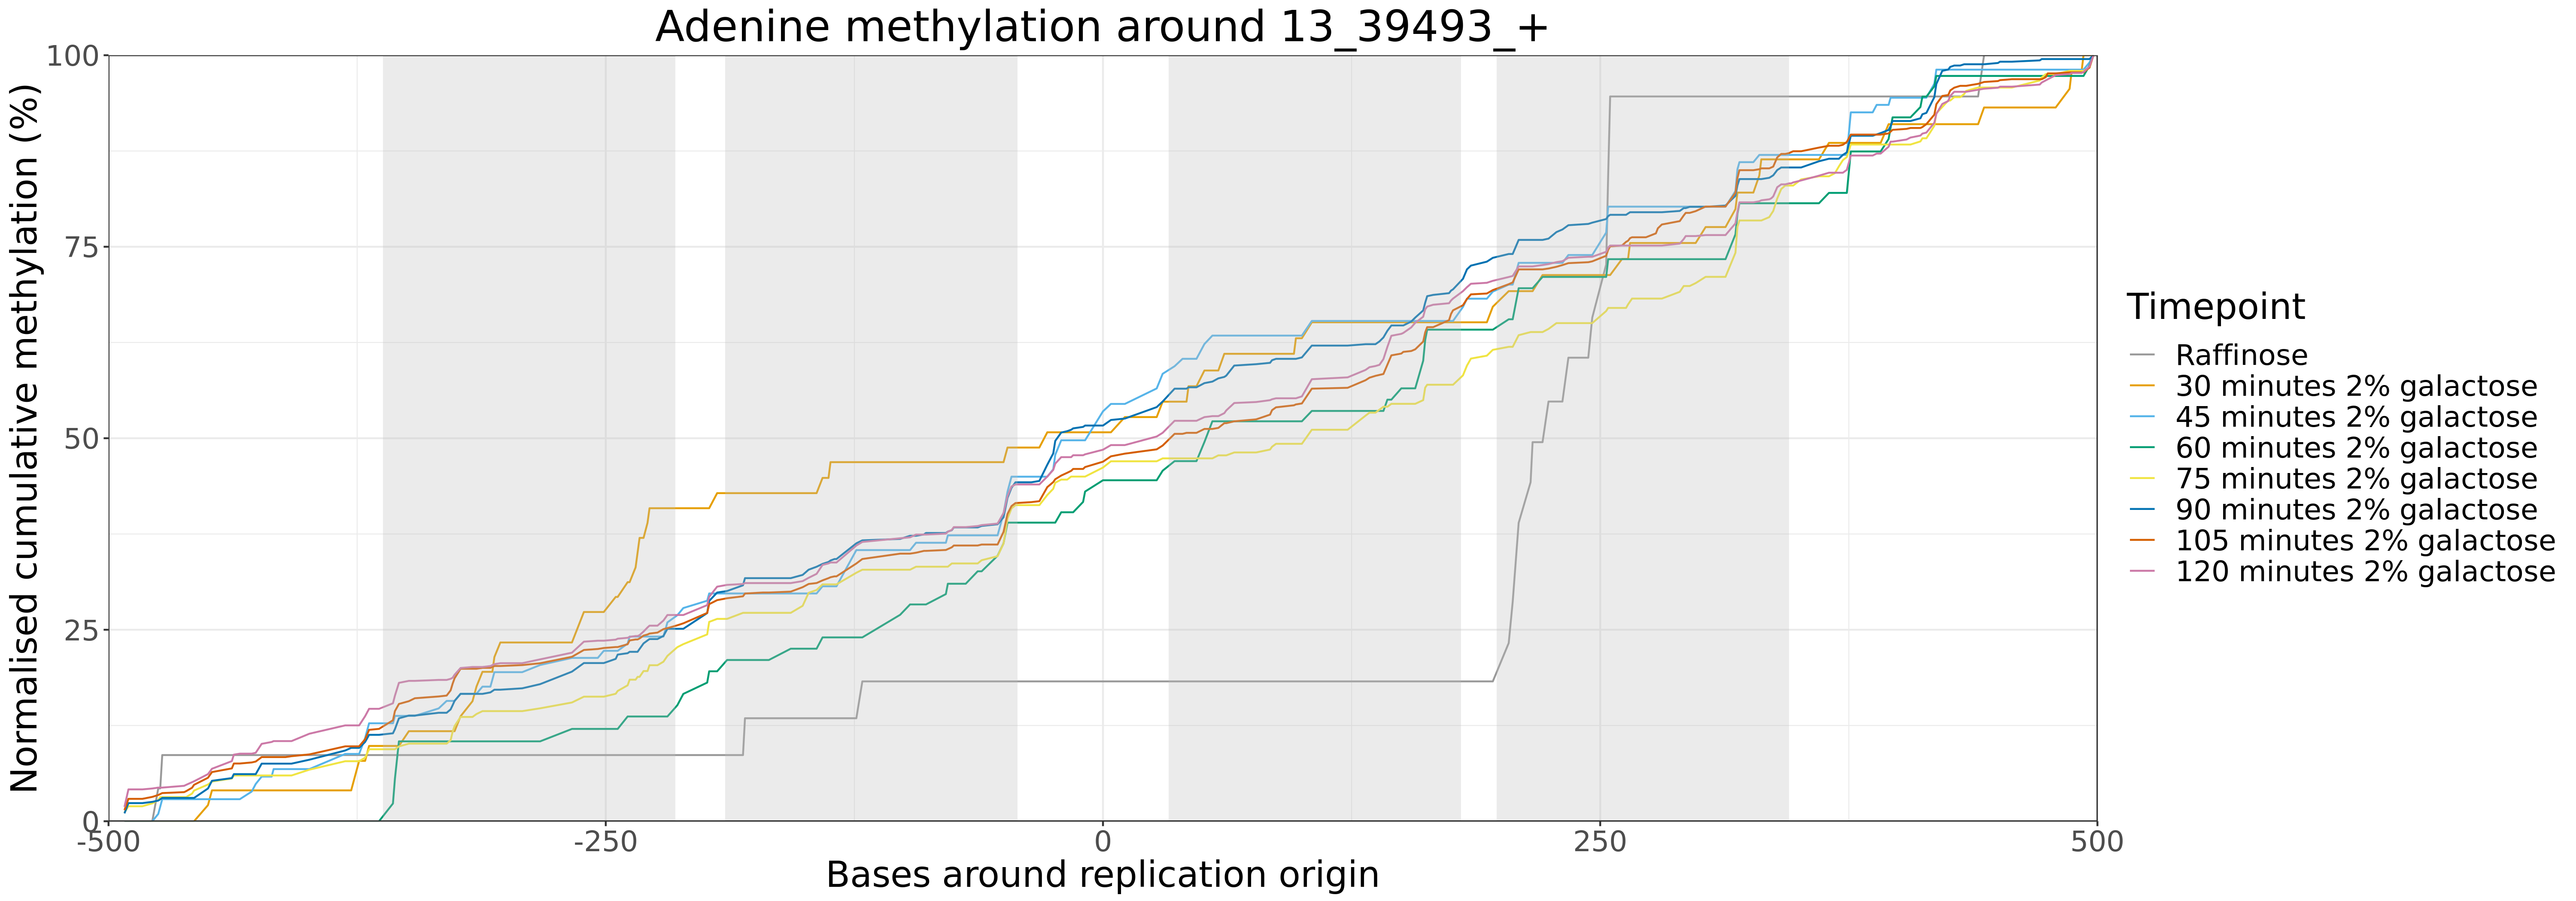 Adenine methylation around 13_39493_+
Normalised cumulative methylation (%)
100
75
50
25
0
-500
-250
0
250
500
Bases around replication origin
Timepoint
Raffinose
30 minutes 2% galactose
45 minutes 2% galactose
60 minutes 2% galactose
75 minutes 2% galactose
90 minutes 2% galactose
105 minutes 2% galactose
120 minutes 2% galactose